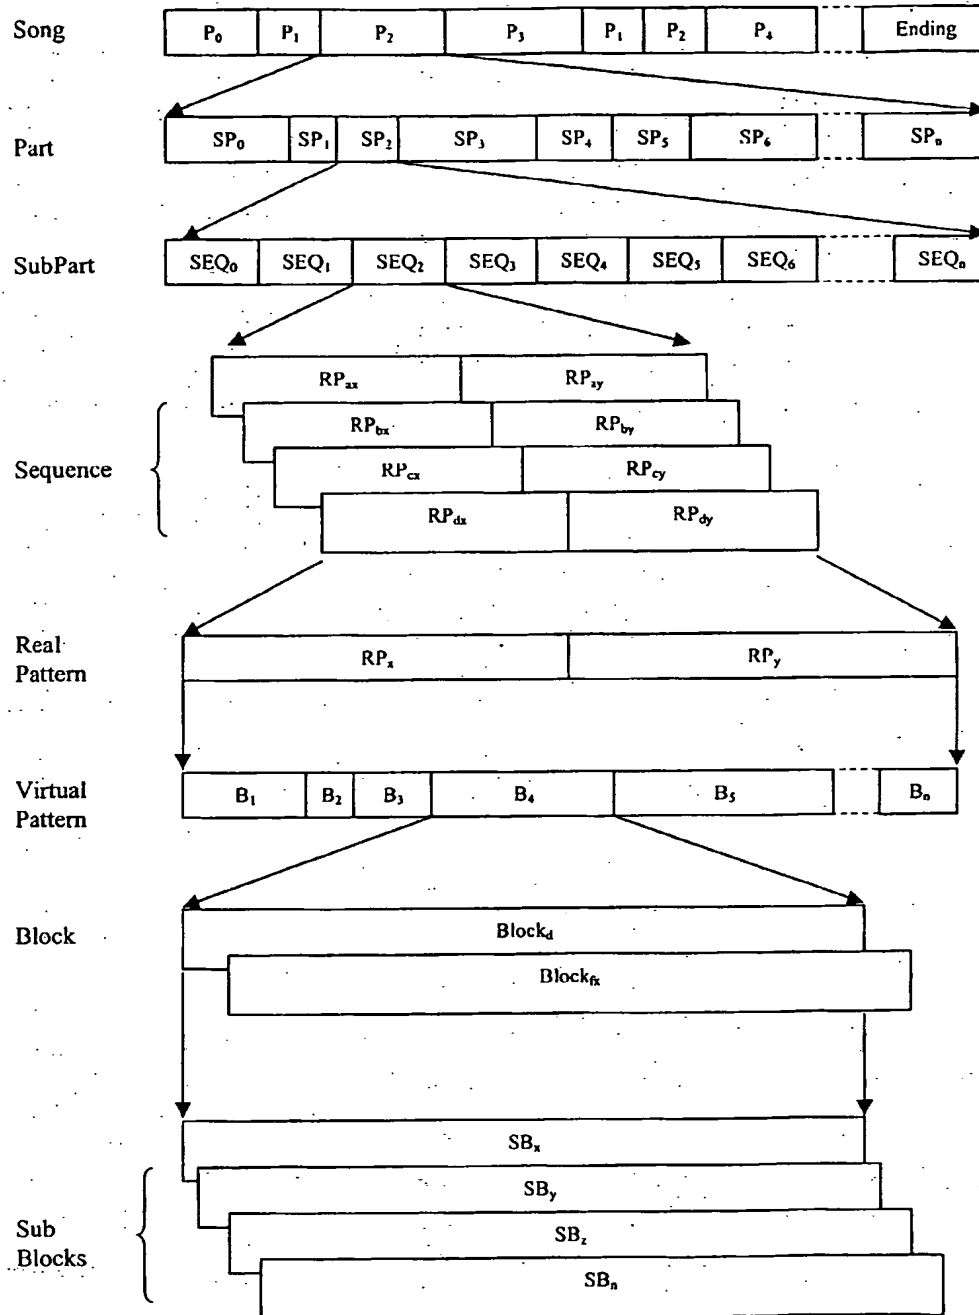 Song P₀ P₁ P₂ P₃ P₁ P₂ P₄ Ending
Part SP₀ SP₁ SP₂ SP₃ SP₄ SP₅ SP₆ SPₙ
SubPart SEQ₀ SEQ₁ SEQ₂ SEQ₃ SEQ₄ SEQ₅ SEQ₆ SEQₙ
RPₐₓ
RPbx RPby
Sequence RPcx RPcy
RPdx RPdy
Real
Pattern RPₓ RPy
Virtual
Pattern B₁ B₂ B₃ B₄ B₅ Bₙ
Block Blockd
Blockfx
SBₓ
SBy
Sub
Blocks SBz
SBₙ